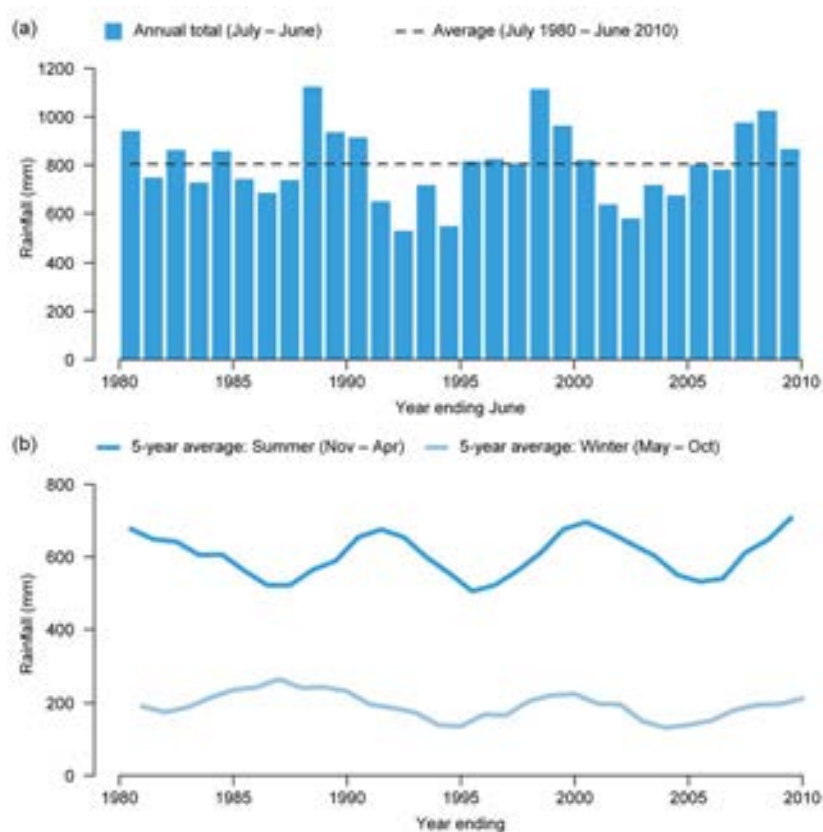 (a) Annual total (July – June) Average (July 1980 – June 2010)
1200
1000
800
600
400
200
0
Rainfall (mm)
1980 1985 1990 1995 2000 2005 2010
Year ending June
(b) 5-year average: Summer (Nov – Apr) 5-year average: Winter (May – Oct)
800
600
400
200
0
Rainfall (mm)
1980 1985 1990 1995 2000 2005 2010
Year ending